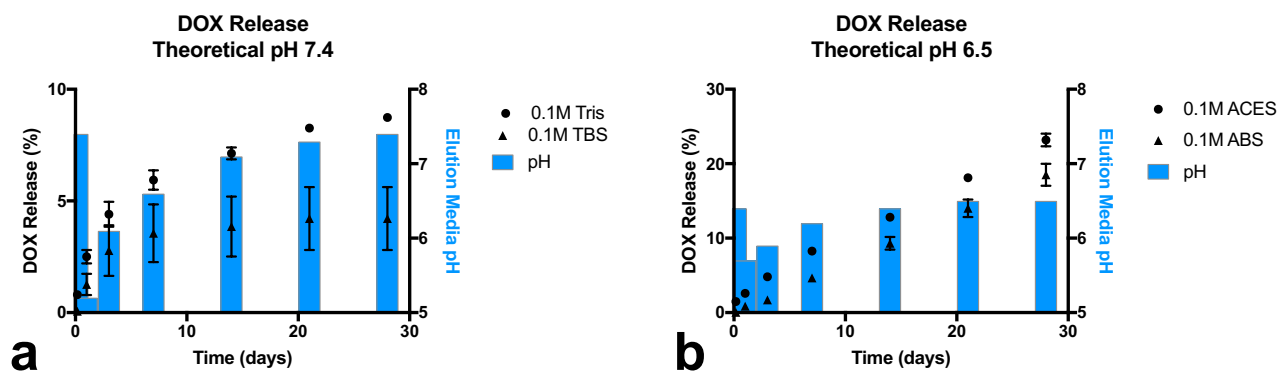 DOX Release
Theoretical pH 7.4
10
5
0
DOX Release (%)
0
10
20
30
Time (days)
8
7
6
5
Elution Media pH
0.1M Tris
0.1M TBS
pH
a
DOX Release
Theoretical pH 6.5
30
20
10
0
DOX Release (%)
0
10
20
30
Time (days)
8
7
6
5
Elution Media pH
0.1M ACES
0.1M ABS
pH
b